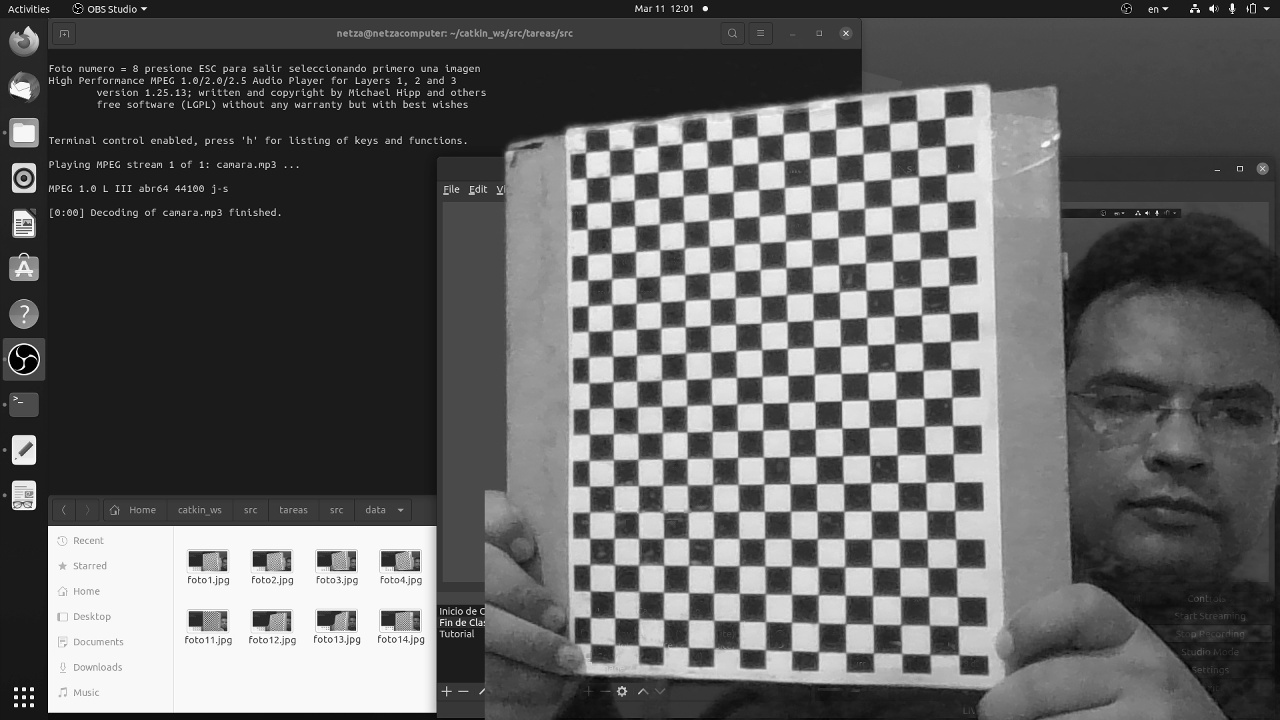 Activities
OBS Studio
Mar 11 12:01
en
netza@netzacomputer: ~/catkin_ws/src/tareas/src
Foto numero = 8 presione ESC para salir seleccionando primero una imagen
High Performance MPEG 1.0/2.0/2.5 Audio Player for Layers 1, 2 and 3
version 1.25.13; written and copyright by Michael Hipp and others
free software (LGPL) without any warranty but with best wishes
Terminal control enabled, press 'h' for listing of keys and functions.
Playing MPEG stream 1 of 1: camara.mp3 ...
MPEG 1.0 L III abr64 44100 j-s
[0:00] Decoding of camara.mp3 finished.
File Edit
Home catkin_ws src tareas src data
Recent
Starred
Home
Desktop
Documents
Downloads
Music
foto1.jpg foto2.jpg foto3.jpg foto4.jpg
foto11.jpg foto12.jpg foto13.jpg foto14.jpg
Inicio de C
Fin de Clas
Tutorial
Controls
Start Streaming
Stop Recording
Studio Mode
Settings